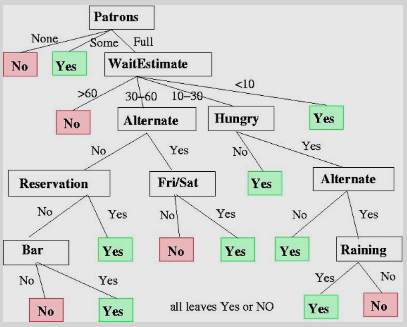 Patrons
None Some Full
No Yes WaitEstimate
>60 30–60 10–30 <10
No Alternate Hungry Yes
No Yes No Yes
Reservation Fri/Sat Yes Alternate
No Yes No Yes No Yes
Bar Yes No Yes Yes Raining
No Yes Yes No
No Yes all leaves Yes or NO Yes No